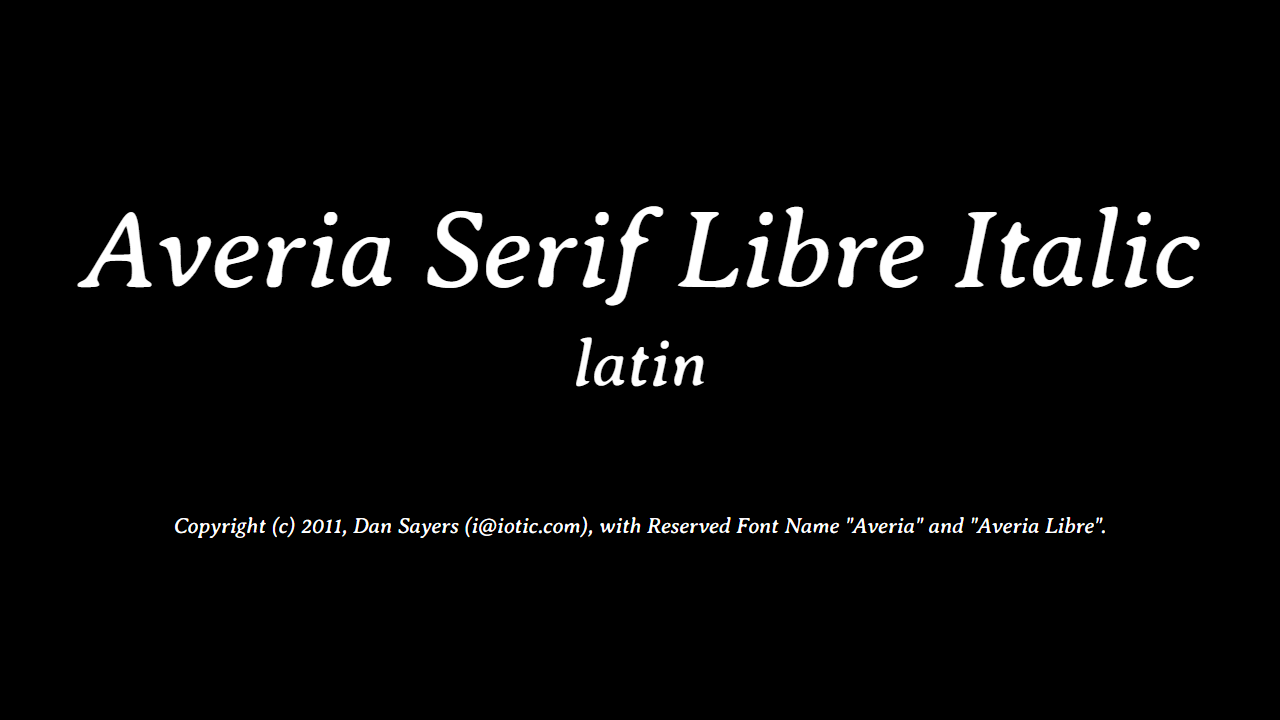 Averia Serif Libre Italic
latin
Copyright (c) 2011, Dan Sayers (i@iotic.com), with Reserved Font Name "Averia" and "Averia Libre".